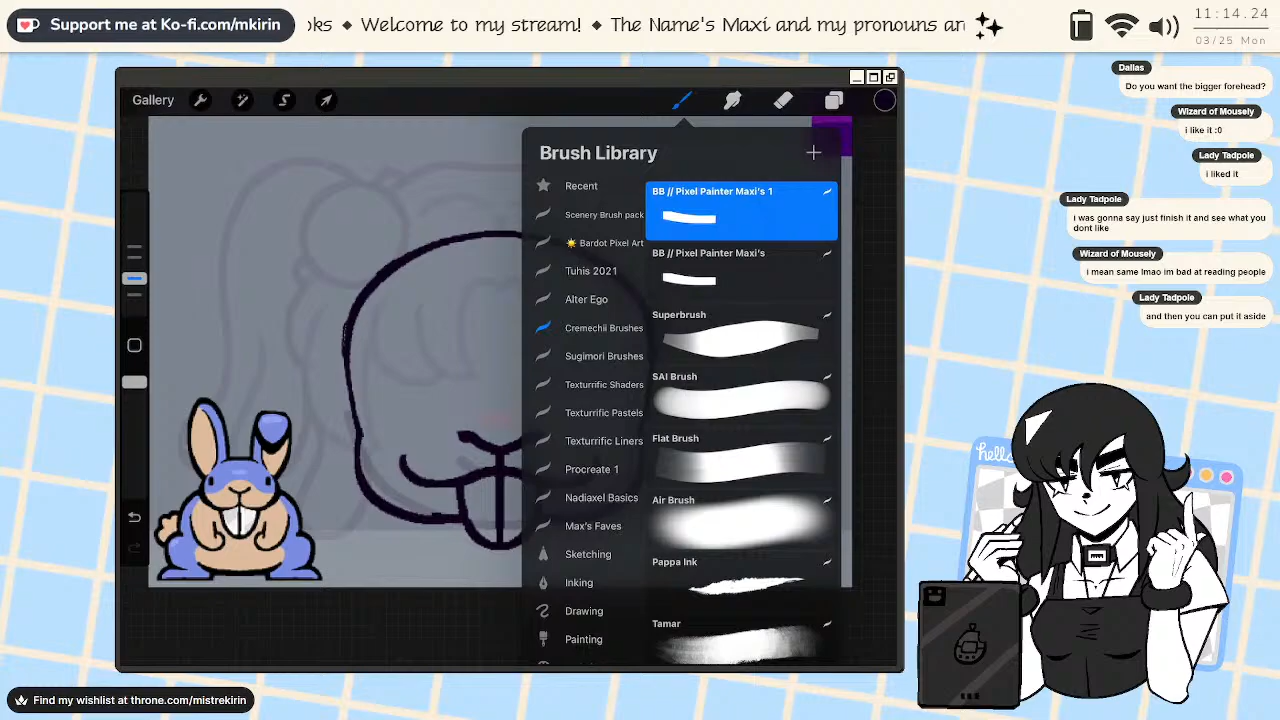 Support me at Ko-fi.com/mkirin
oks ◆ Welcome to my stream! ◆ The Name's Maxi and my pronouns ar
11:14.24
03/25 Mon
Gallery
Brush Library
Recent
Scenery Brush pack
Bardot Pixel Art
Tullis 2021
Alter Ego
Cremechii Brushes
Sugimori Brushes
Texturrific Shaders
Texturrific Pastels
Texturrific Liners
Procreate 1
Nadiaxel Basics
Max's Faves
Sketching
Inking
Drawing
Painting
BB // Pixel Painter Maxi's 1
BB // Pixel Painter Maxi's
Superbrush
SAI Brush
Flat Brush
Air Brush
Pappa Ink
Tamar
Dallas
Do you want the bigger forehead?
Wizard of Mousely
i like it :0
Lady Tadpole
i liked it
Lady Tadpole
i was gonna say just finish it and see what you
dont like
Wizard of Mousely
i mean same lmao im bad at reading people
Lady Tadpole
and then you can put it aside
hello
Find my wishlist at throne.com/mistrekirin